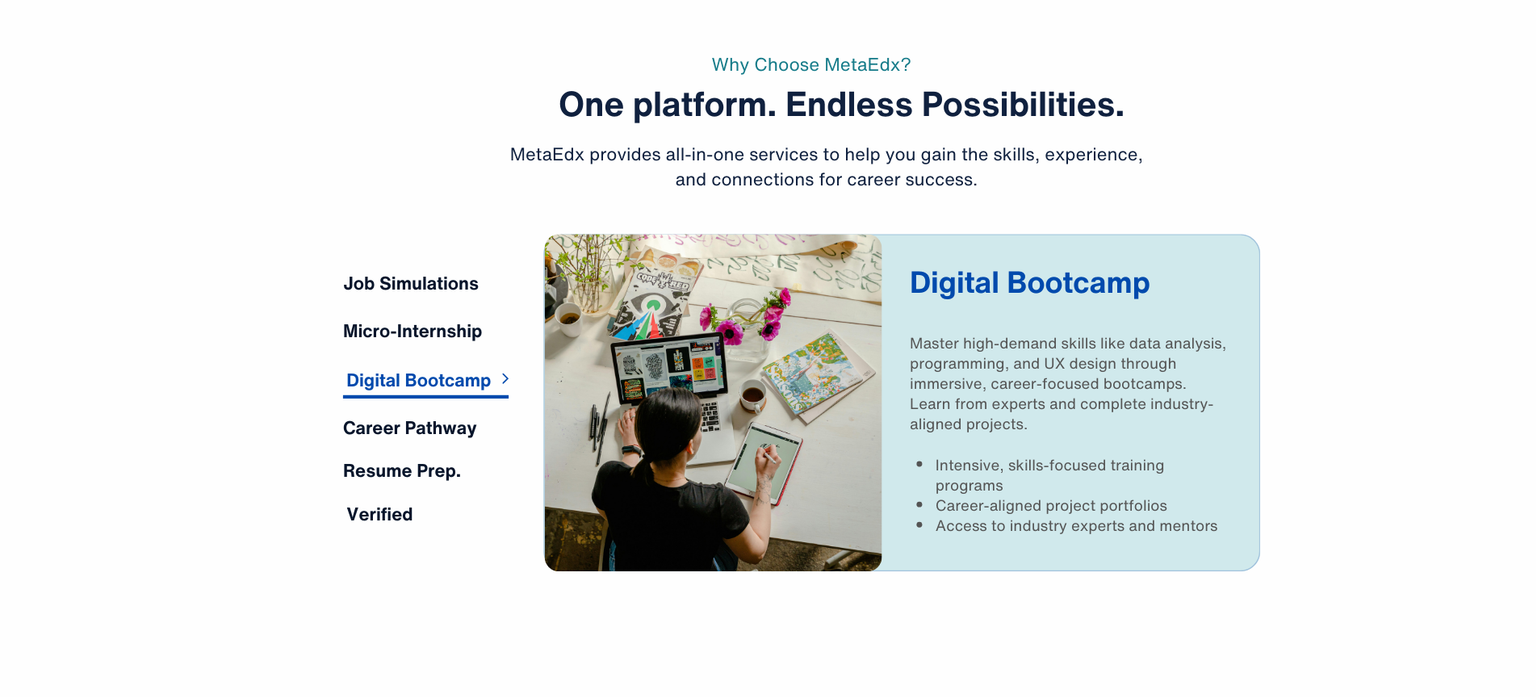 Why Choose MetaEdx?
One platform. Endless Possibilities.
MetaEdx provides all-in-one services to help you gain the skills, experience,
and connections for career success.
Job Simulations
Micro-Internship
Digital Bootcamp
Career Pathway
Resume Prep.
Verified
CODE RED
Digital Bootcamp
Master high-demand skills like data analysis,
programming, and UX design through
immersive, career-focused bootcamps.
Learn from experts and complete industry-
aligned projects.
Intensive, skills-focused training
programs
Career-aligned project portfolios
Access to industry experts and mentors